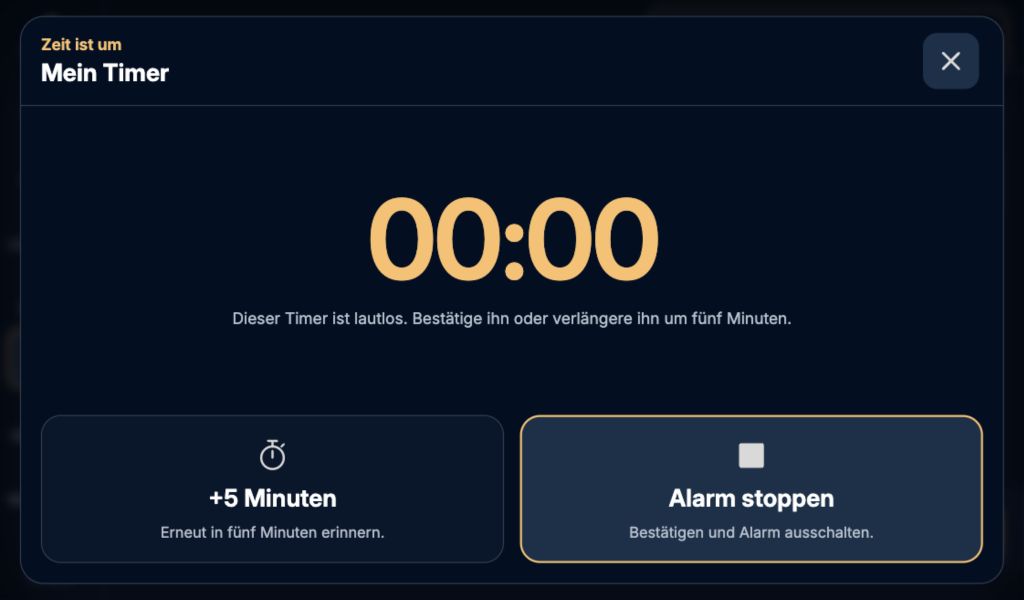 Zeit ist um
Mein Timer
00:00
Dieser Timer ist lautlos. Bestätige ihn oder verlängere ihn um fünf Minuten.
+5 Minuten
Erneut in fünf Minuten erinnern.
Alarm stoppen
Bestätigen und Alarm ausschalten.